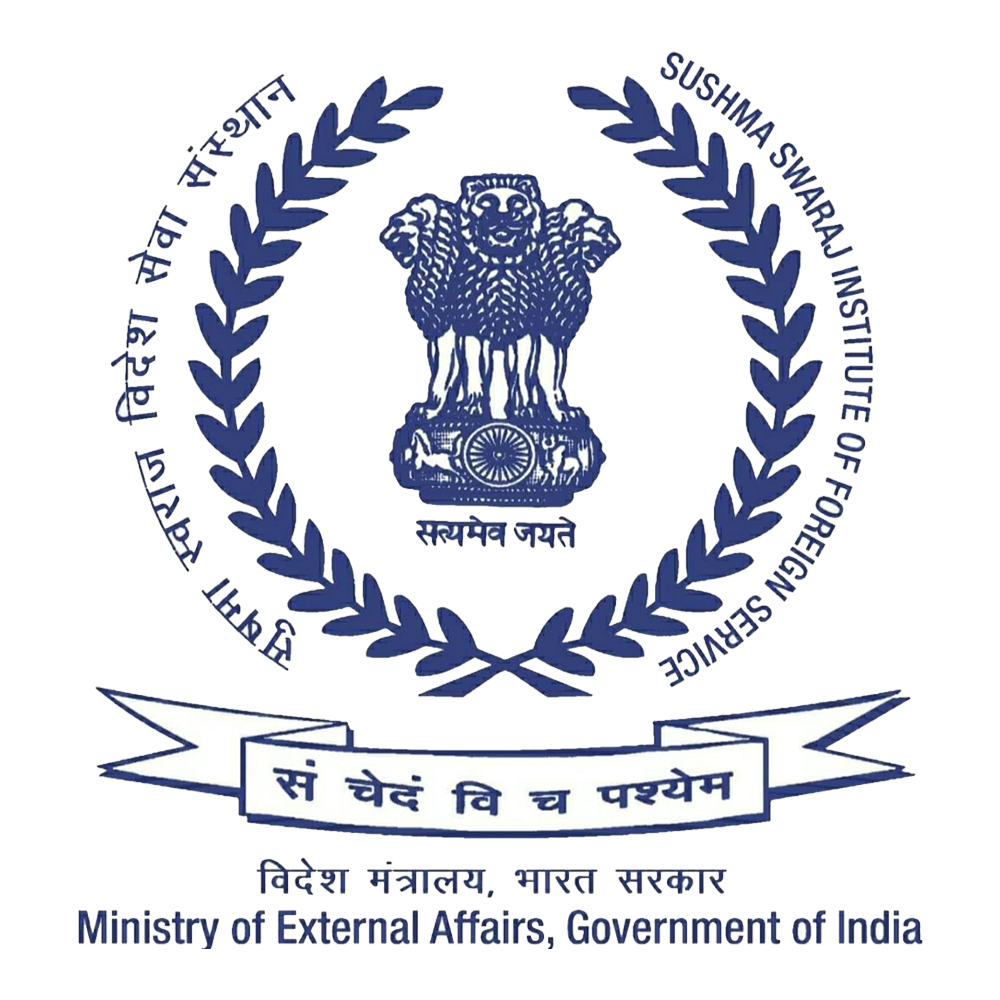 सुषमा स्वराज विदेश सेवा संस्थान
SUSHMA SWARAJ INSTITUTE OF FOREIGN SERVICE
सत्यमेव जयते
सं चेदं वि च पश्येम
विदेश मंत्रालय, भारत सरकार
Ministry of External Affairs, Government of India